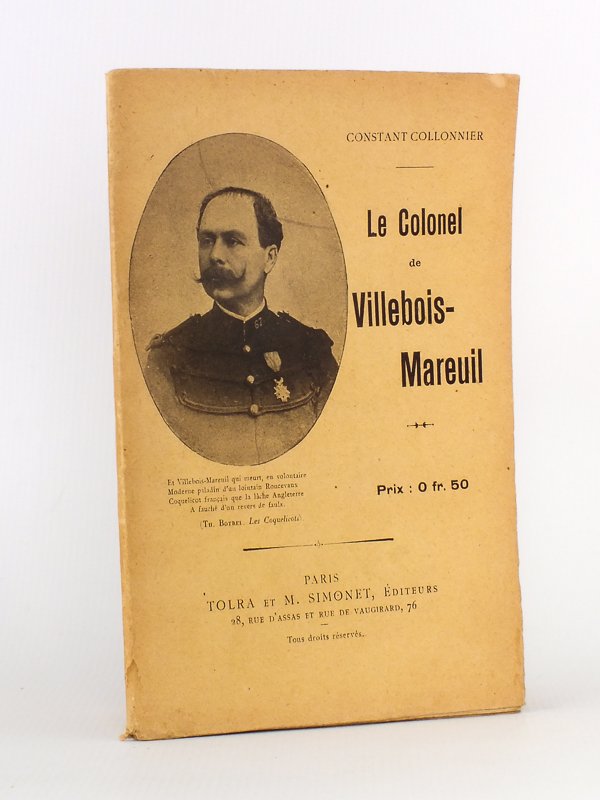 CONSTANT COLLONNIER
Le Colonel
de
Villebois-
Mareuil
Et Villebois-Mareuil qui meurt, en volontaire
Moderne paladin d'un lointain Roncevaux
Coquelicot français que la lâche Angleterre
A fauché d'un revers de faulx.
(Th. Botrel. Les Coquelicots).
Prix : 0 fr. 50
PARIS
TOLRA ET M. SIMONET, ÉDITEURS
28, RUE D'ASSAS ET RUE DE VAUGIRARD, 76
Tous droits réservés.